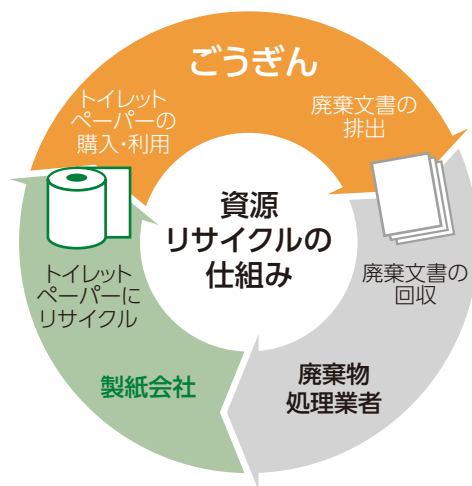 ごうぎん
トイレット
ペーパーの
購入・利用
廃棄文書の
排出
資源
リサイクルの
仕組み
廃棄文書の
回収
廃棄物
処理業者
トイレット
ペーパーに
リサイクル
製紙会社